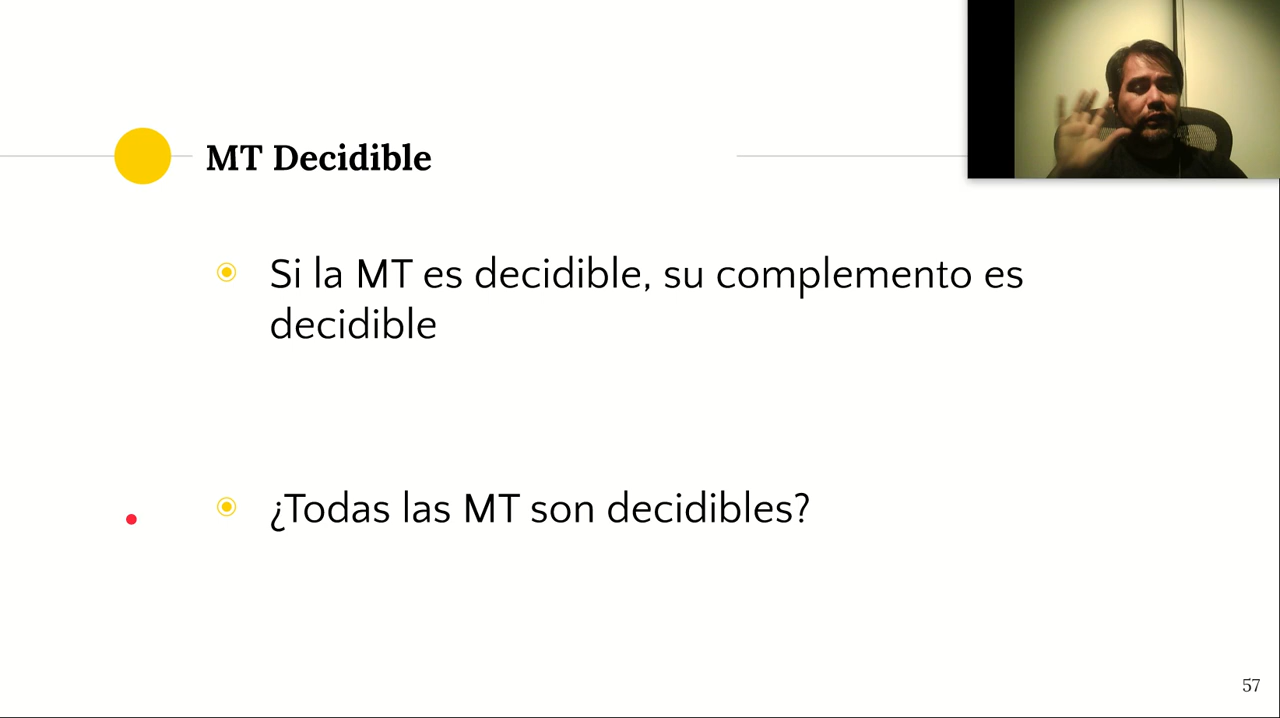 MT Decidible
Si la MT es decidible, su complemento es
decidible
¿Todas las MT son decidibles?
57